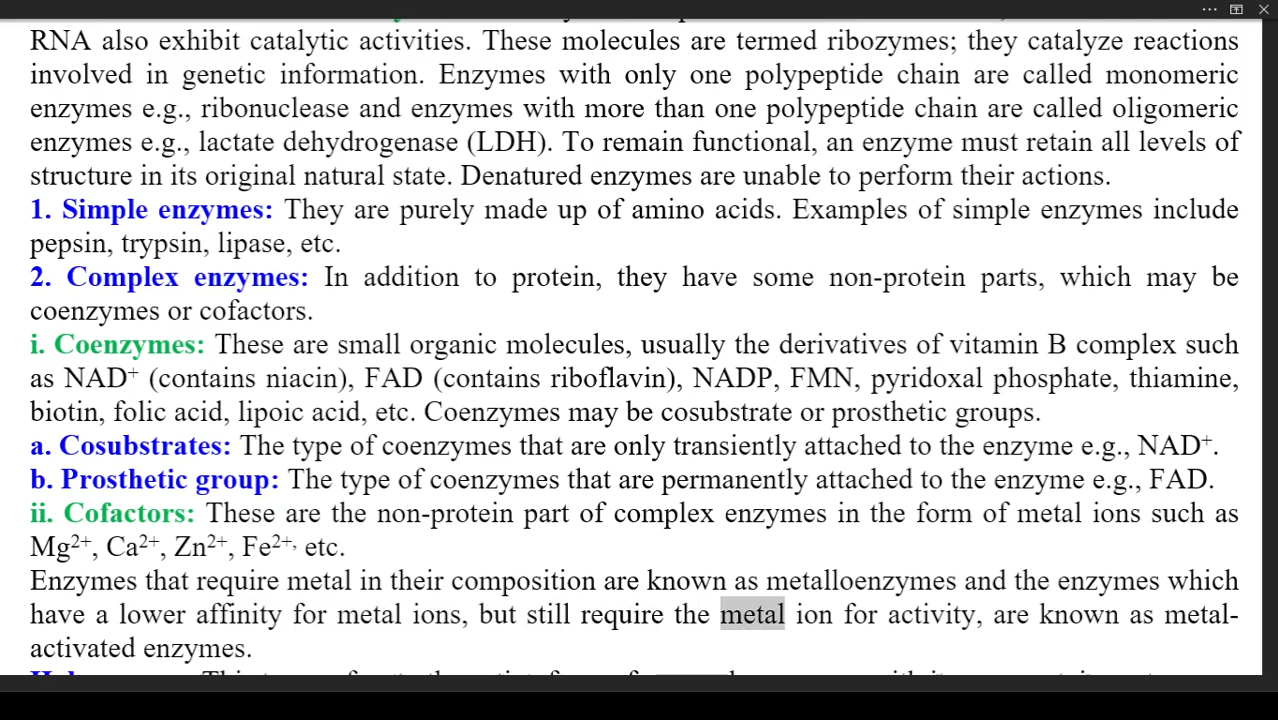 RNA also exhibit catalytic activities. These molecules are termed ribozymes; they catalyze reactions
involved in genetic information. Enzymes with only one polypeptide chain are called monomeric
enzymes e.g., ribonuclease and enzymes with more than one polypeptide chain are called oligomeric
enzymes e.g., lactate dehydrogenase (LDH). To remain functional, an enzyme must retain all levels of
structure in its original natural state. Denatured enzymes are unable to perform their actions.
1. Simple enzymes: They are purely made up of amino acids. Examples of simple enzymes include
pepsin, trypsin, lipase, etc.
2. Complex enzymes: In addition to protein, they have some non-protein parts, which may be
coenzymes or cofactors.
i. Coenzymes: These are small organic molecules, usually the derivatives of vitamin B complex such
as NAD⁺ (contains niacin), FAD (contains riboflavin), NADP, FMN, pyridoxal phosphate, thiamine,
biotin, folic acid, lipoic acid, etc. Coenzymes may be cosubstrate or prosthetic groups.
a. Cosubstrates: The type of coenzymes that are only transiently attached to the enzyme e.g., NAD⁺.
b. Prosthetic group: The type of coenzymes that are permanently attached to the enzyme e.g., FAD.
ii. Cofactors: These are the non-protein part of complex enzymes in the form of metal ions such as
Mg²⁺, Ca²⁺, Zn²⁺, Fe²⁺, etc.
Enzymes that require metal in their composition are known as metalloenzymes and the enzymes which
have a lower affinity for metal ions, but still require the metal ion for activity, are known as metal-
activated enzymes.